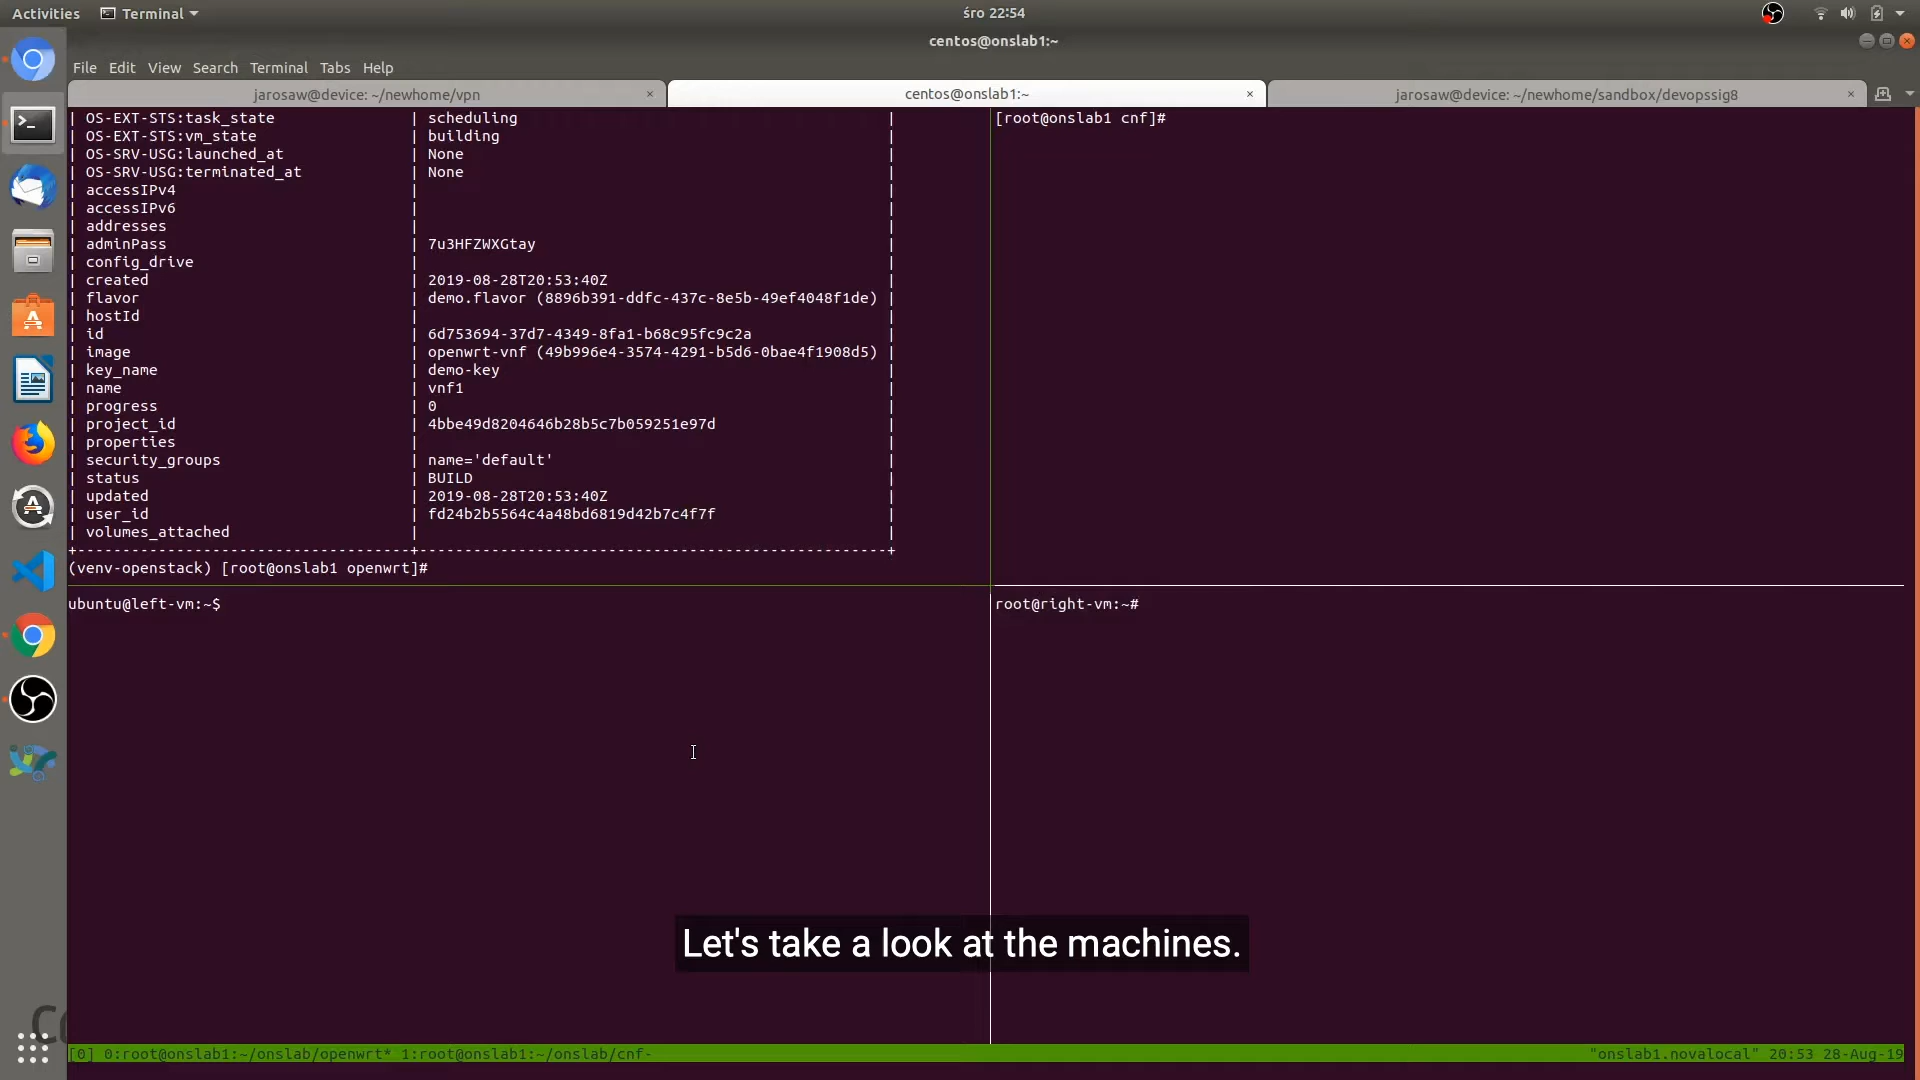 Activities Terminal śro 22:54
centos@onslab1:~
File Edit View Search Terminal Tabs Help
jarosaw@device: ~/newhome/vpn × centos@onslab1:~ × jarosaw@device: ~/newhome/sandbox/devopssig8 ×
| OS-EXT-STS:task_state | scheduling |
| OS-EXT-STS:vm_state | building |
| OS-SRV-USG:launched_at | None |
| OS-SRV-USG:terminated_at | None |
| accessIPv4 | |
| accessIPv6 | |
| addresses | |
| adminPass | 7u3HFZWXGtay |
| config_drive | |
| created | 2019-08-28T20:53:40Z |
| flavor | demo.flavor (8896b391-ddfc-437c-8e5b-49ef4048f1de) |
| hostId | |
| id | 6d753694-37d7-4349-8fa1-b68c95fc9c2a |
| image | openwrt-vnf (49b996e4-3574-4291-b5d6-0bae4f1908d5) |
| key_name | demo-key |
| name | vnf1 |
| progress | 0 |
| project_id | 4bbe49d8204646b28b5c7b059251e97d |
| properties | |
| security_groups | name='default' |
| status | BUILD |
| updated | 2019-08-28T20:53:40Z |
| user_id | fd24b2b5564c4a48bd6819d42b7c4f7f |
| volumes_attached | |
+-------------------------------------+----------------------------------------------------+
(venv-openstack) [root@onslab1 openwrt]#
[root@onslab1 cnf]#
ubuntu@left-vm:~$
root@right-vm:~#
Let's take a look at the machines.
[0] 0:root@onslab1:~/onslab/openwrt* 1:root@onslab1:~/onslab/cnf- "onslab1.novalocal" 20:53 28-Aug-19